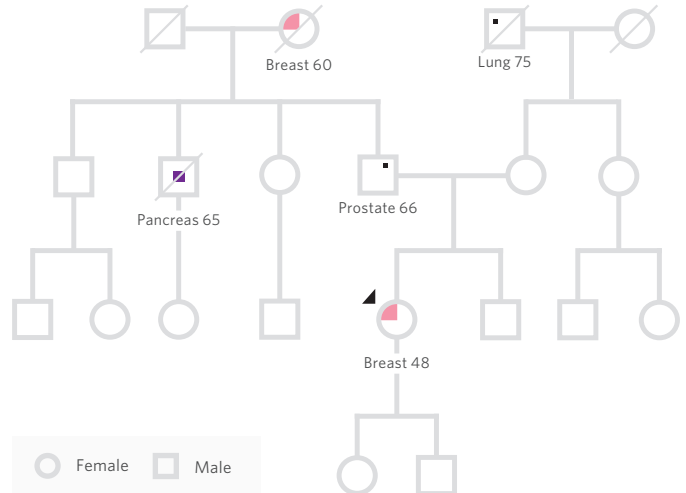 Breast 60
Lung 75
Pancreas 65
Prostate 66
Breast 48
Female
Male